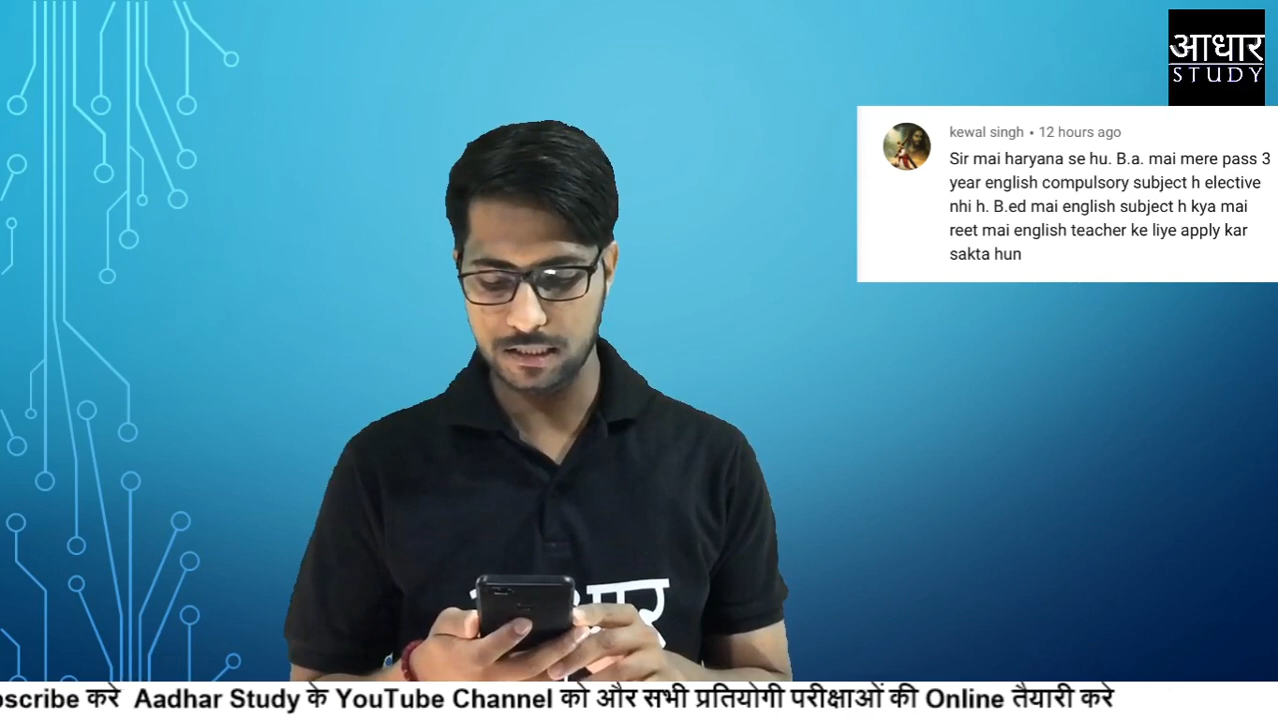 आधार
STUDY
kewal singh • 12 hours ago
Sir mai haryana se hu. B.a. mai mere pass 3
year english compulsory subject h elective
nhi h. B.ed mai english subject h kya mai
reet mai english teacher ke liye apply kar
sakta hun
bscribe करे Aadhar Study के YouTube Channel को और सभी प्रतियोगी परीक्षाओं की Online तैयारी करे